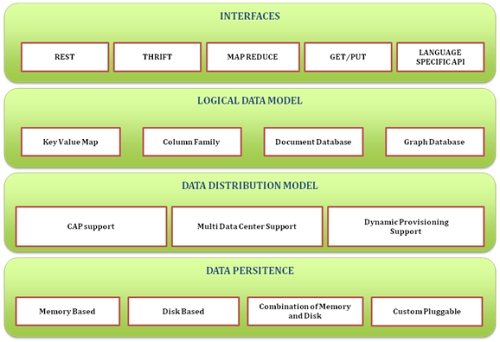 INTERFACES
REST THRIFT MAP REDUCE GET/PUT LANGUAGE
SPECIFIC API
LOGICAL DATA MODEL
Key Value Map Column Family Document Database Graph Database
DATA DISTRIBUTION MODEL
CAP support Multi Data Center Support Dynamic Provisioning
Support
DATA PERSITENCE
Memory Based Disk Based Combination of Memory
and Disk Custom Pluggable